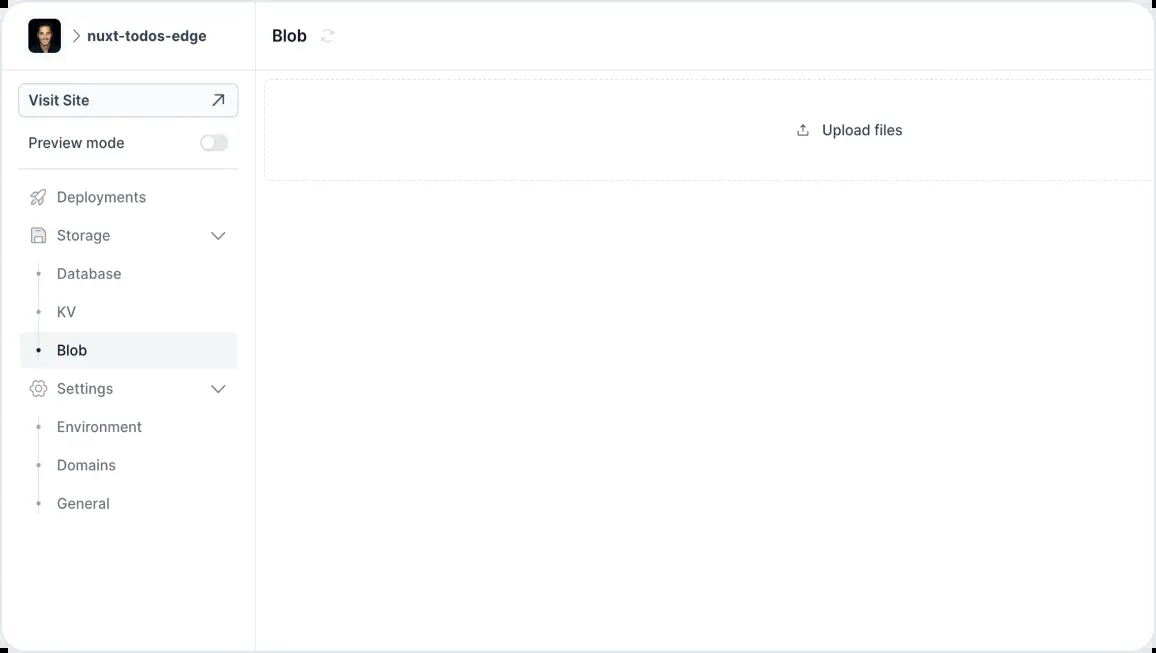 nuxt-todos-edge
Blob
Visit Site
Preview mode
Upload files
Deployments
Storage
Database
KV
Blob
Settings
Environment
Domains
General